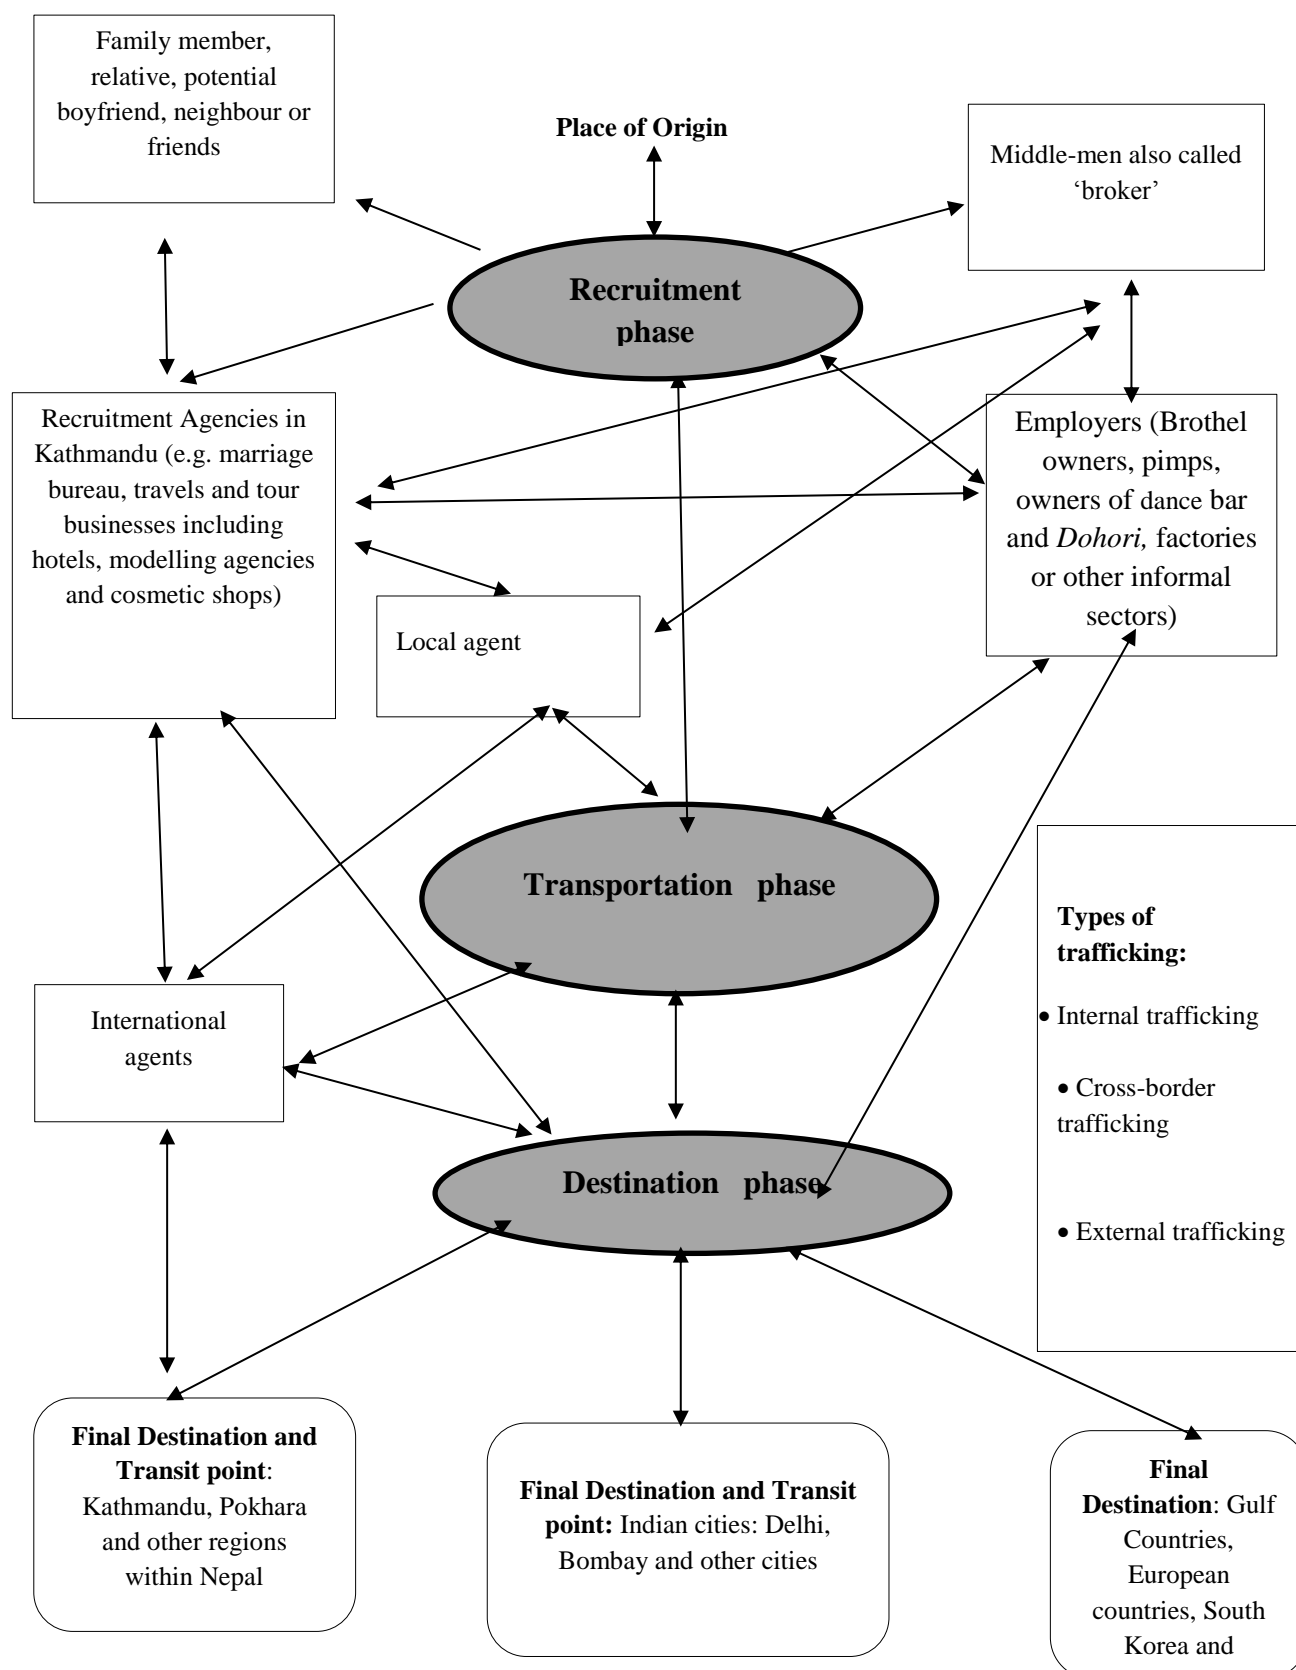 Family member,
relative, potential
boyfriend, neighbour or
friends
Place of Origin
Middle-men also called
‘broker’
Recruitment
phase
Recruitment Agencies in
Kathmandu (e.g. marriage
bureau, travels and tour
businesses including
hotels, modelling agencies
and cosmetic shops)
Employers (Brothel
owners, pimps,
owners of dance bar
and Dohori, factories
or other informal
sectors)
Local agent
Transportation phase
Types of
trafficking:
• Internal trafficking
• Cross-border
trafficking
• External trafficking
International
agents
Destination phase
Final Destination and
Transit point:
Kathmandu, Pokhara
and other regions
within Nepal
Final Destination and Transit
point: Indian cities: Delhi,
Bombay and other cities
Final
Destination: Gulf
Countries,
European
countries, South
Korea and